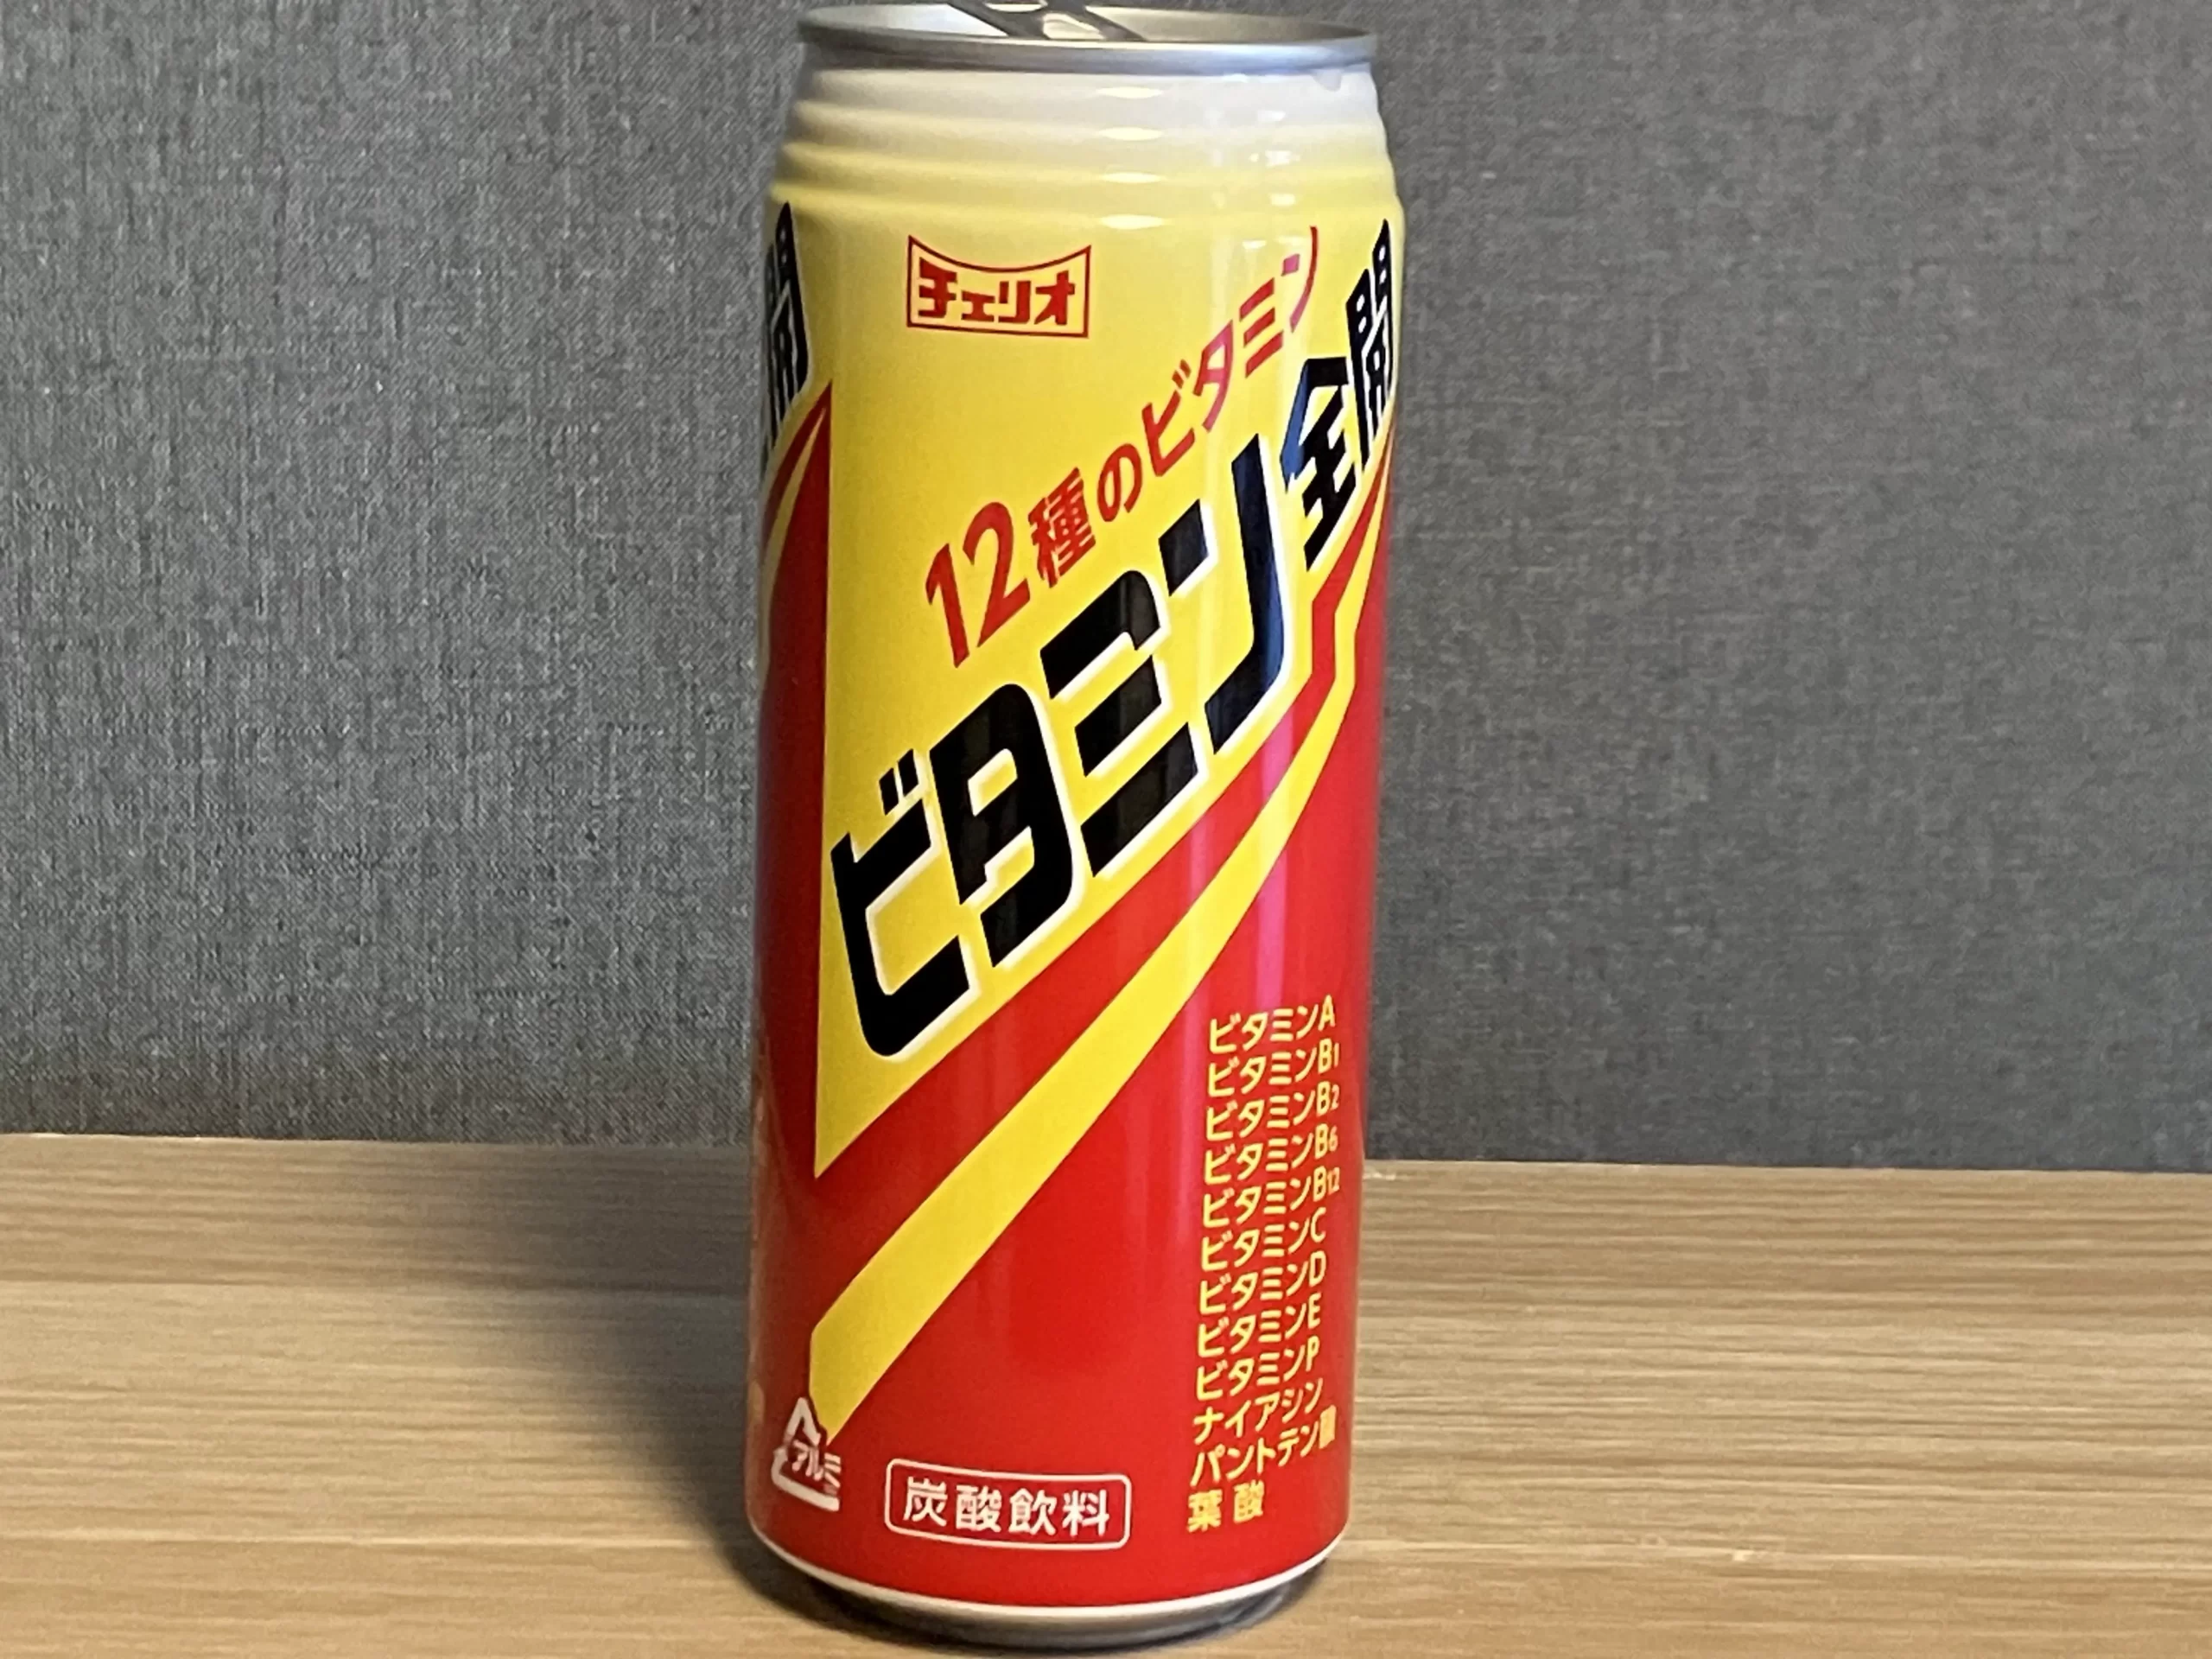 チェリオ
12種のビタミン
ビタミン全開
ビタミンA
ビタミンB1
ビタミンB2
ビタミンB6
ビタミンB12
ビタミンC
ビタミンD
ビタミンE
ビタミンP
ナイアシン
パントテン酸
葉酸
アルミ
炭酸飲料
開